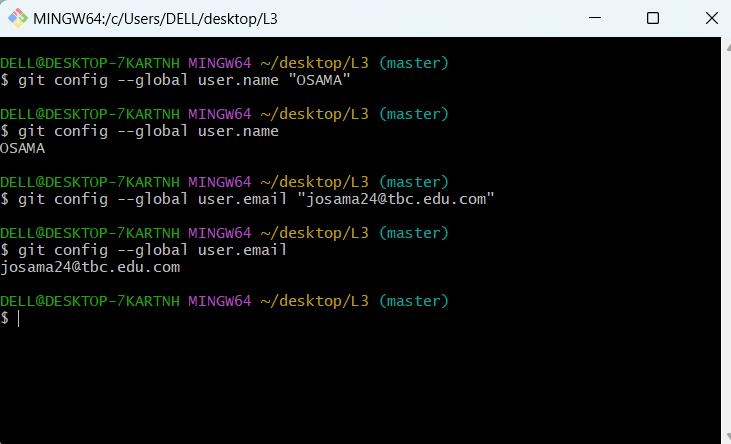 MINGW64:/c/Users/DELL/desktop/L3
DELL@DESKTOP-7KARTNH MINGW64 ~/desktop/L3 (master)
$ git config --global user.name "OSAMA"
DELL@DESKTOP-7KARTNH MINGW64 ~/desktop/L3 (master)
$ git config --global user.name
OSAMA
DELL@DESKTOP-7KARTNH MINGW64 ~/desktop/L3 (master)
$ git config --global user.email "josama24@tbc.edu.com"
DELL@DESKTOP-7KARTNH MINGW64 ~/desktop/L3 (master)
$ git config --global user.email
josama24@tbc.edu.com
DELL@DESKTOP-7KARTNH MINGW64 ~/desktop/L3 (master)
$